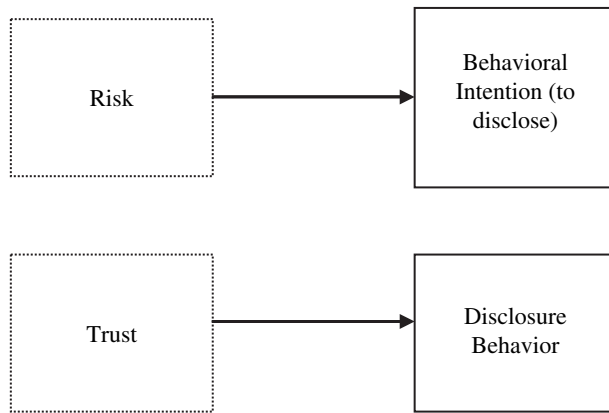 Risk
Behavioral
Intention (to
disclose)
Trust
Disclosure
Behavior